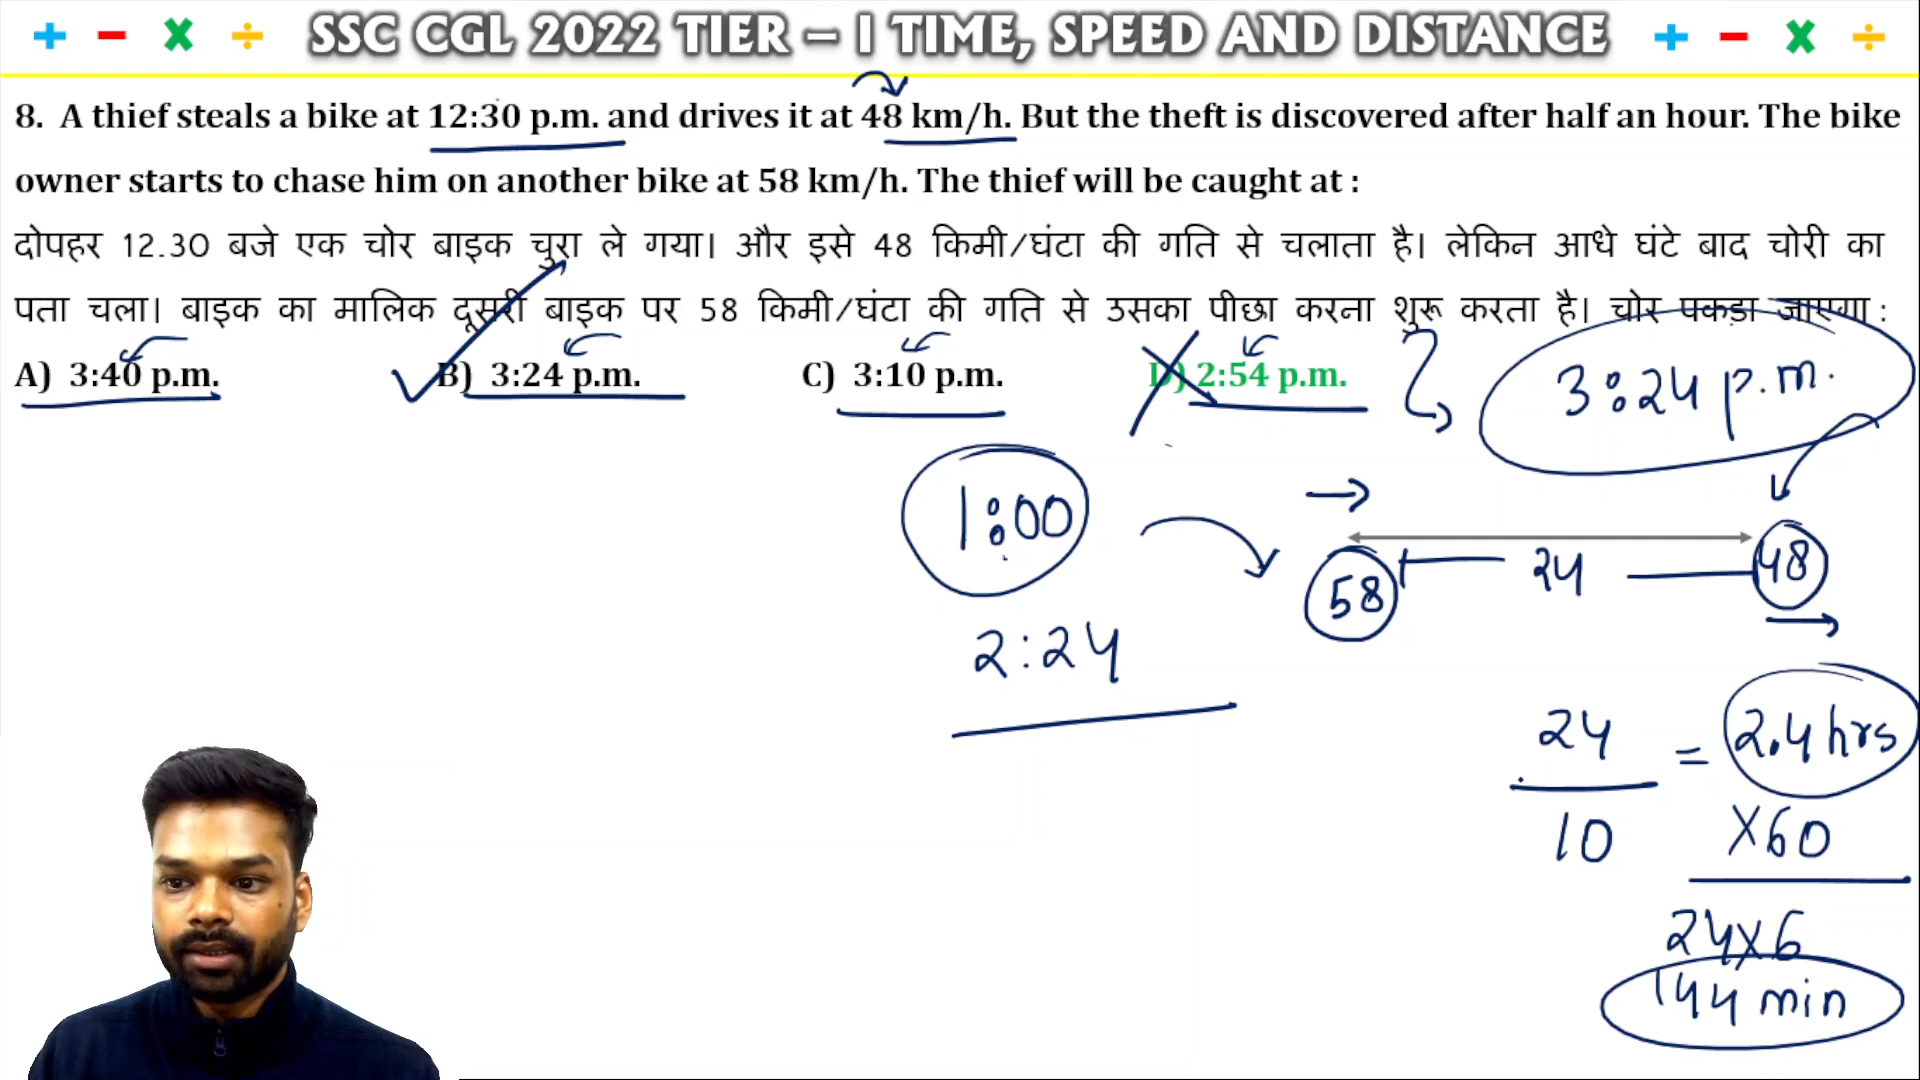 + - × ÷ SSC CGL 2022 TIER – I TIME, SPEED AND DISTANCE + - × ÷
8. A thief steals a bike at 12:30 p.m. and drives it at 48 km/h. But the theft is discovered after half an hour. The bike
owner starts to chase him on another bike at 58 km/h. The thief will be caught at :
दोपहर 12.30 बजे एक चोर बाइक चुरा ले गया। और इसे 48 किमी/घंटा की गति से चलाता है। लेकिन आधे घंटे बाद चोरी का
पता चला। बाइक का मालिक दूसरी बाइक पर 58 किमी/घंटा की गति से उसका पीछा करना शुरू करता है। चोर पकड़ा जाएगा :
A) 3:40 p.m. B) 3:24 p.m. C) 3:10 p.m. D) 2:54 p.m.
3:24 p.m.
1:00
58 24 48
2:24
24 = 2.4 hrs
10 X60
24X6
144 min